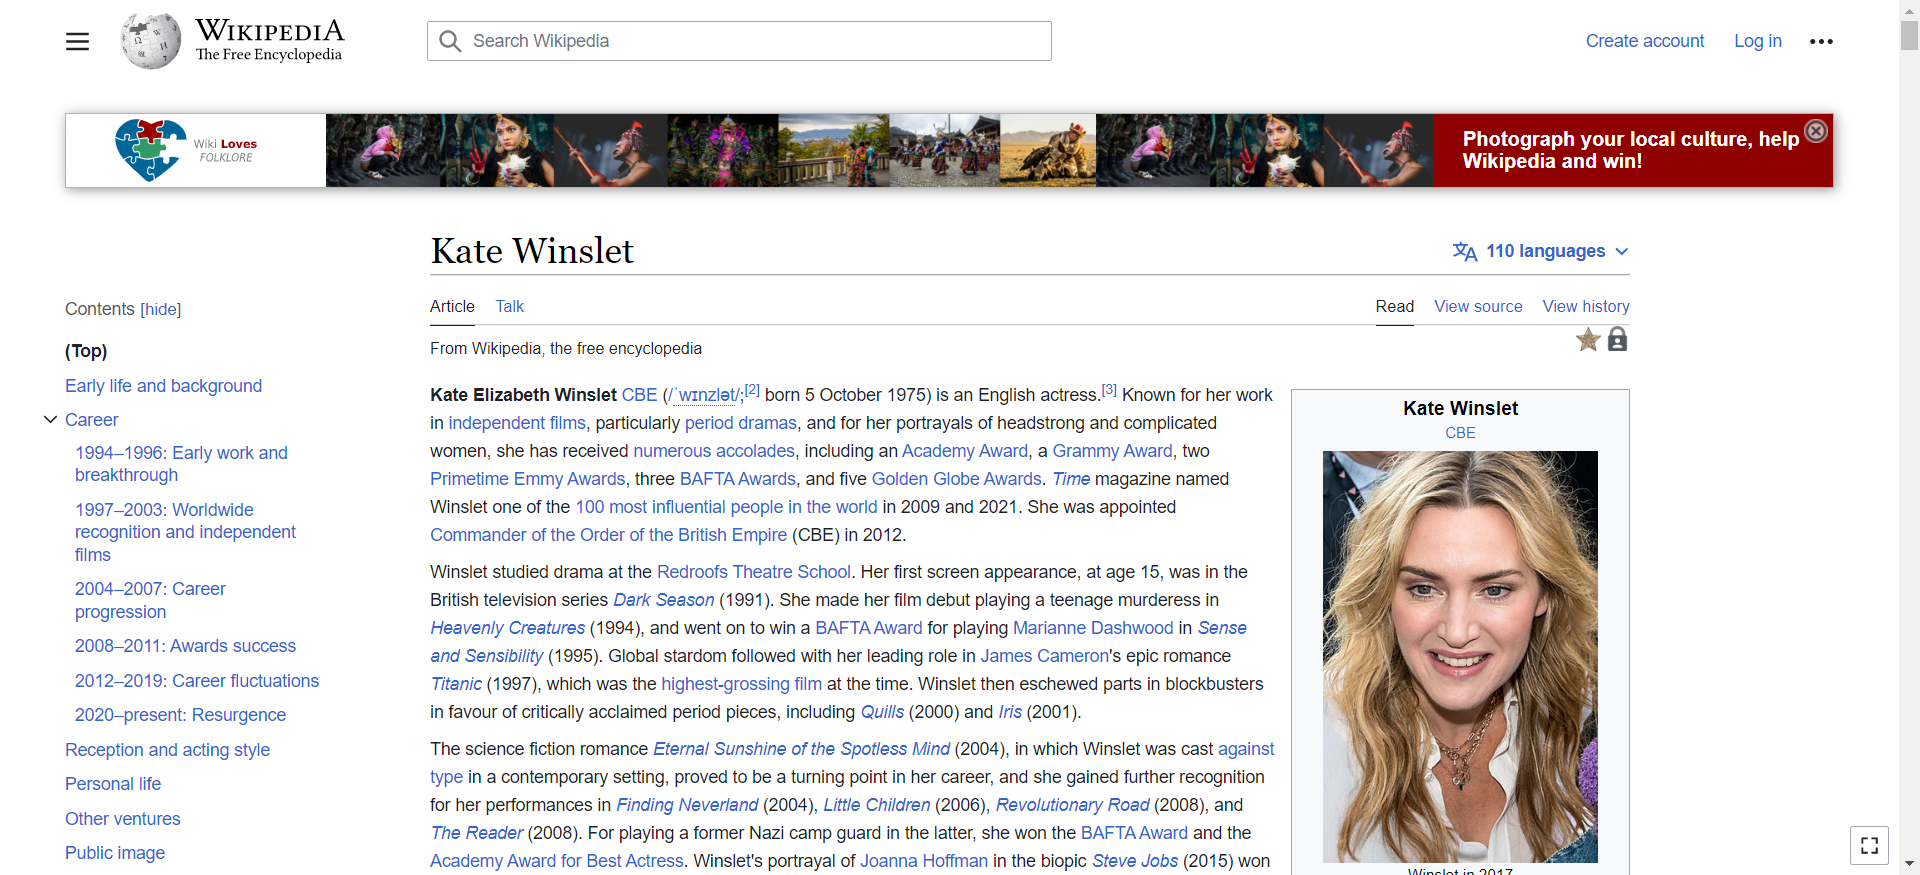 WIKIPEDIA
The Free Encyclopedia
Search Wikipedia
Create account
Log in
Wiki Loves
FOLKLORE
Photograph your local culture, help
Wikipedia and win!
Kate Winslet
110 languages
Contents [hide]
(Top)
Early life and background
Career
1994–1996: Early work and
breakthrough
1997–2003: Worldwide
recognition and independent
films
2004–2007: Career
progression
2008–2011: Awards success
2012–2019: Career fluctuations
2020–present: Resurgence
Reception and acting style
Personal life
Other ventures
Public image
Article Talk
Read View source View history
From Wikipedia, the free encyclopedia
Kate Elizabeth Winslet CBE (/ˈwɪnzlət/;[2] born 5 October 1975) is an English actress.[3] Known for her work
in independent films, particularly period dramas, and for her portrayals of headstrong and complicated
women, she has received numerous accolades, including an Academy Award, a Grammy Award, two
Primetime Emmy Awards, three BAFTA Awards, and five Golden Globe Awards. Time magazine named
Winslet one of the 100 most influential people in the world in 2009 and 2021. She was appointed
Commander of the Order of the British Empire (CBE) in 2012.
Winslet studied drama at the Redroofs Theatre School. Her first screen appearance, at age 15, was in the
British television series Dark Season (1991). She made her film debut playing a teenage murderess in
Heavenly Creatures (1994), and went on to win a BAFTA Award for playing Marianne Dashwood in Sense
and Sensibility (1995). Global stardom followed with her leading role in James Cameron's epic romance
Titanic (1997), which was the highest-grossing film at the time. Winslet then eschewed parts in blockbusters
in favour of critically acclaimed period pieces, including Quills (2000) and Iris (2001).
The science fiction romance Eternal Sunshine of the Spotless Mind (2004), in which Winslet was cast against
type in a contemporary setting, proved to be a turning point in her career, and she gained further recognition
for her performances in Finding Neverland (2004), Little Children (2006), Revolutionary Road (2008), and
The Reader (2008). For playing a former Nazi camp guard in the latter, she won the BAFTA Award and the
Academy Award for Best Actress. Winslet's portrayal of Joanna Hoffman in the biopic Steve Jobs (2015) won
Kate Winslet
CBE
Winslet in 2017